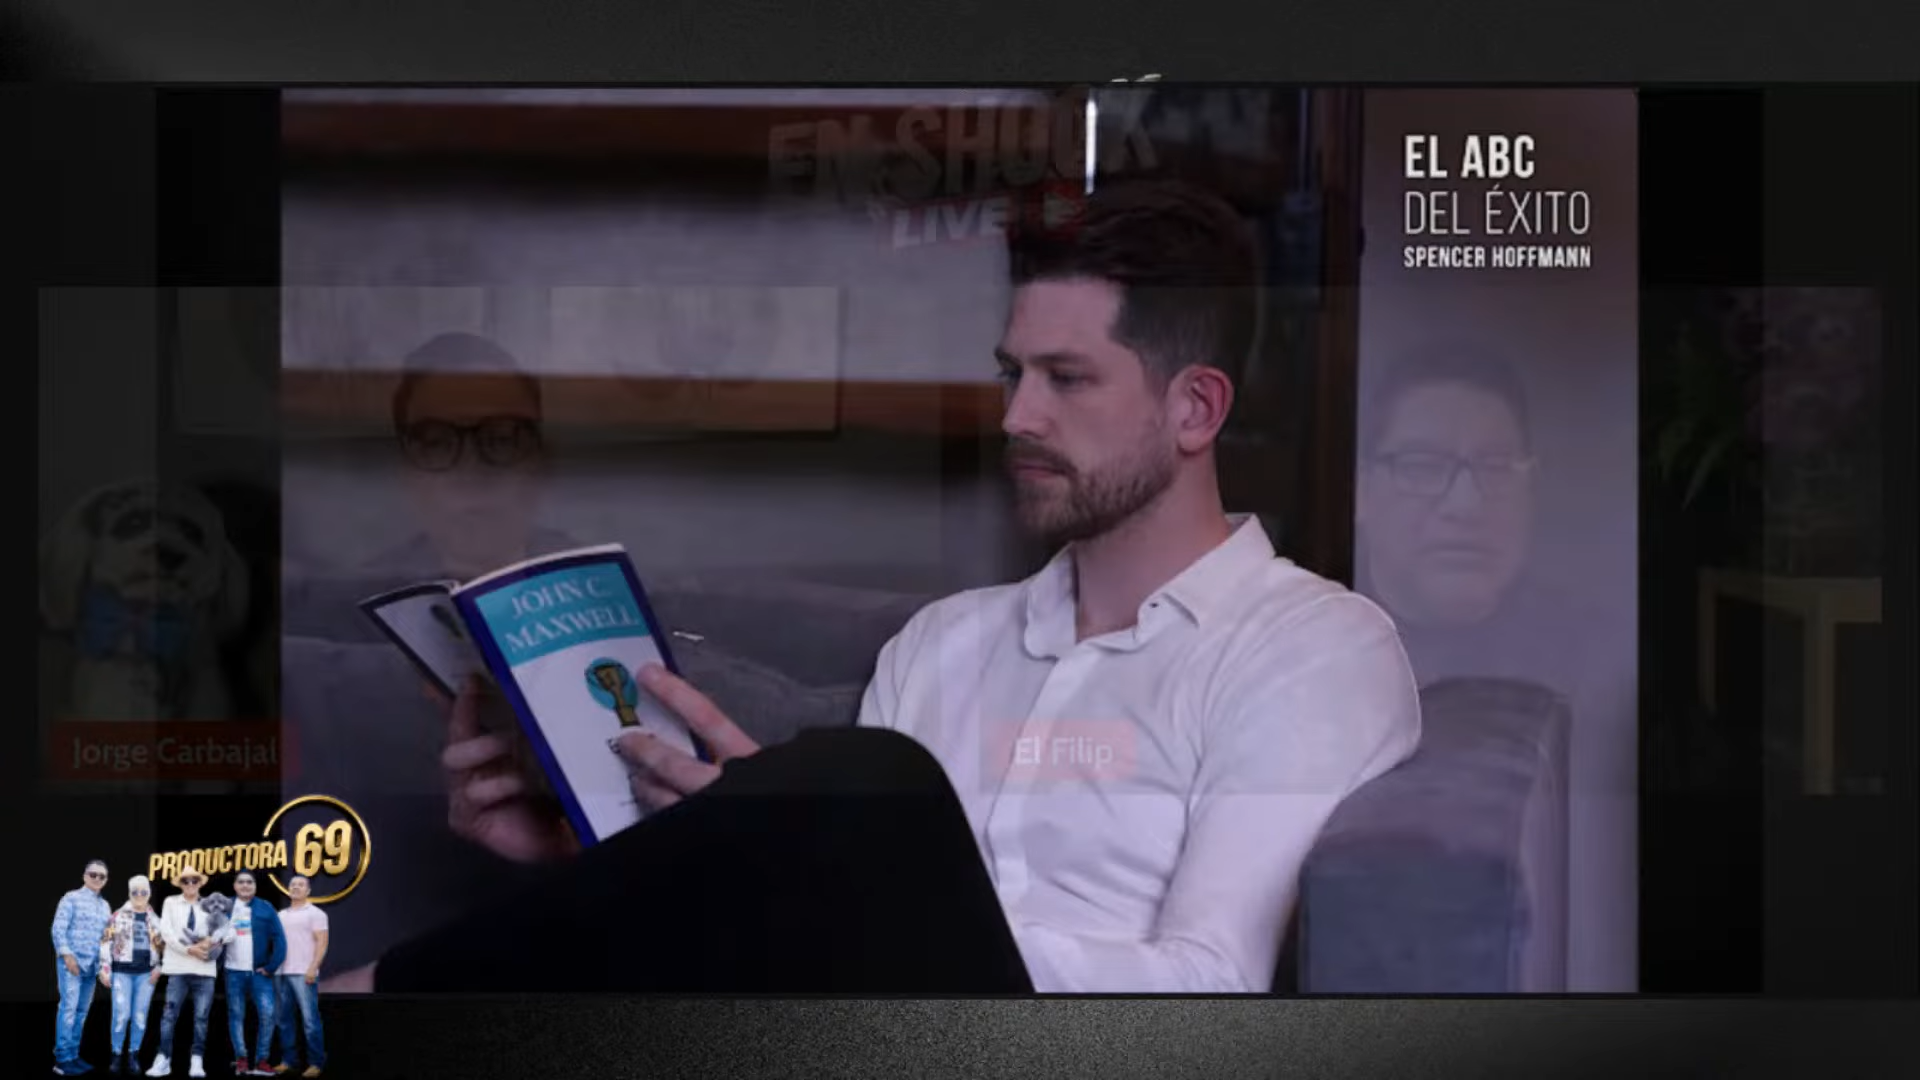 EN SHOCK
LIVE
EL ABC
DEL ÉXITO
SPENCER HOFFMANN
JOHN C.
MAXWELL
Jorge Carbajal
El Filip
PRODUCTORA 69